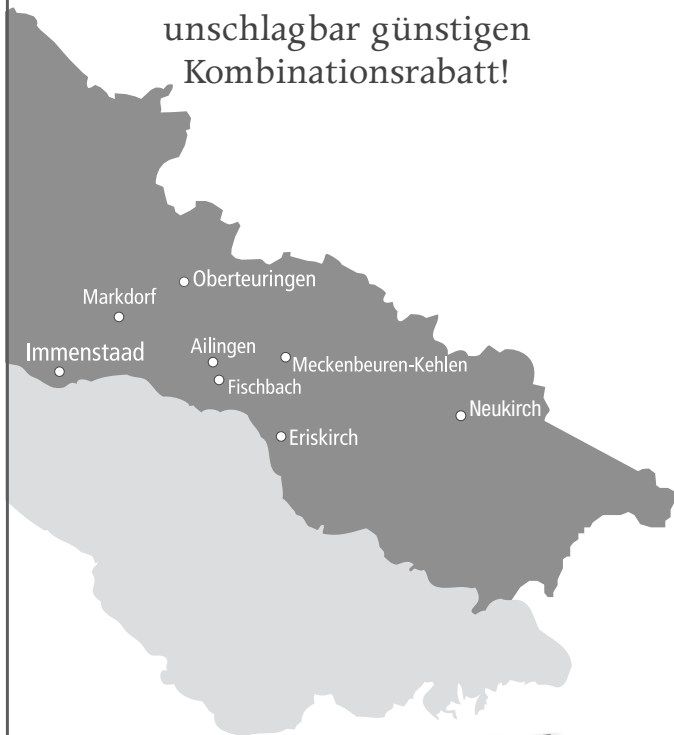 unschlagbar günstigen
Kombinationsrabatt!
Oberteuringen
Markdorf
Immenstaad
Ailingen
Meckenbeuren-Kehlen
Fischbach
Neukirch
Eriskirch